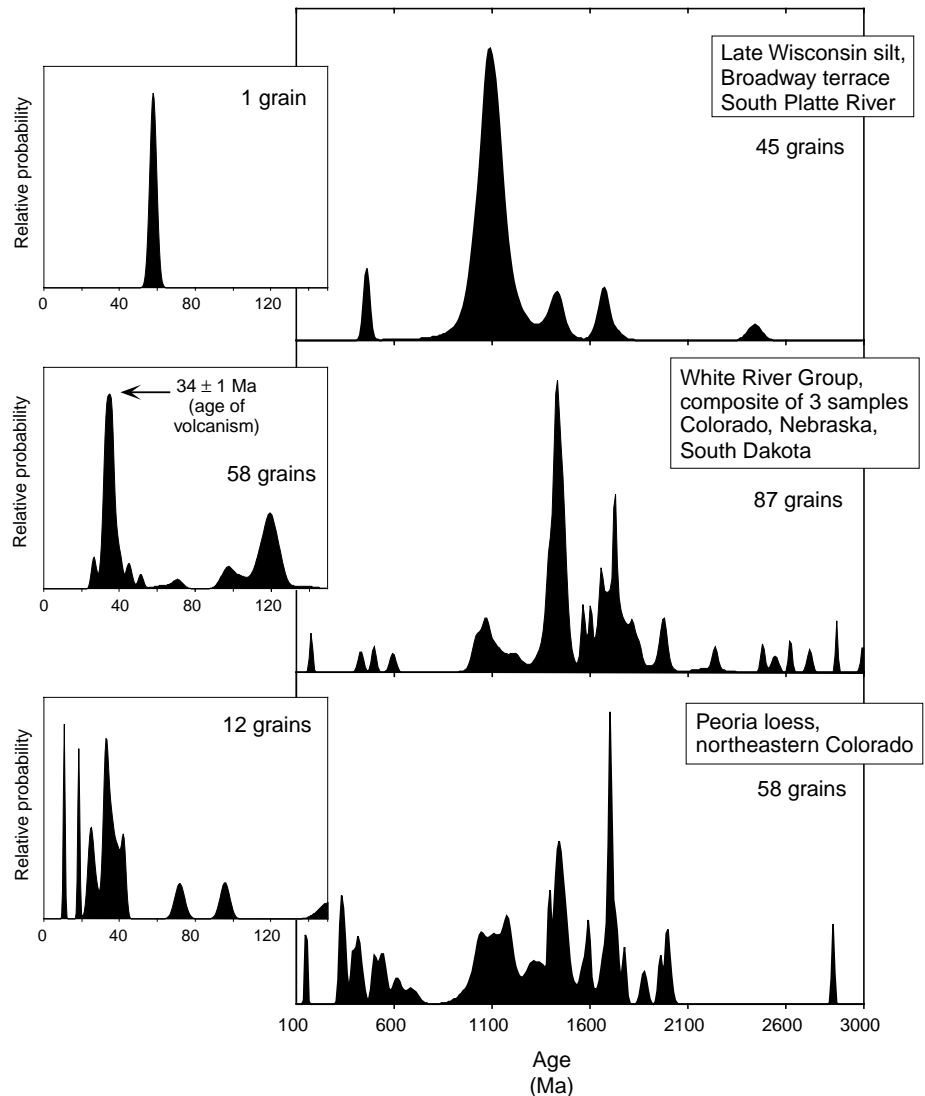 Late Wisconsin silt,
Broadway terrace
South Platte River
45 grains
1 grain
Relative probability
0 40 80 120
White River Group,
composite of 3 samples
Colorado, Nebraska,
South Dakota
87 grains
34 ± 1 Ma
(age of
volcanism)
58 grains
Relative probability
0 40 80 120
Peoria loess,
northeastern Colorado
58 grains
12 grains
Relative probability
0 40 80 120
100 600 1100 1600 2100 2600 3000
Age
(Ma)